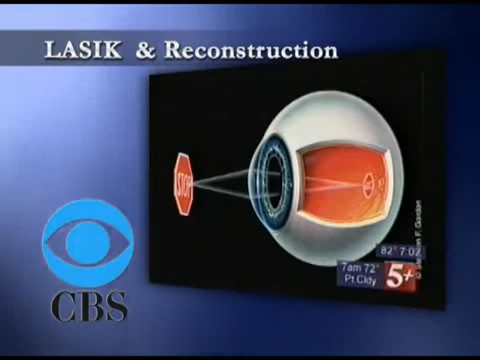 LASIK & Reconstruction
STOP
CBS
82° 7:02
7am 72°
Pt Cldy
5+